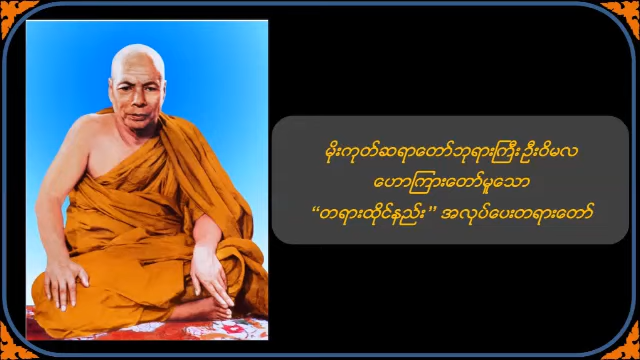 မိုးကုတ်ဆရာတော်ဘုရားကြီးဦးဝိမလ
ဟောကြားတော်မူသော
“တရားထိုင်နည်း” အလုပ်ပေးတရားတော်